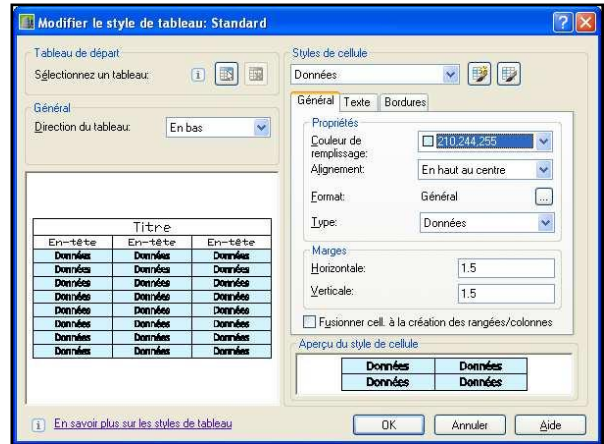 Modifier le style de tableau: Standard
Tableau de départ
Sélectionnez un tableau:
Général
Direction du tableau:
En bas
Titre
En-tête En-tête En-tête
Données Données Données
Données Données Données
Données Données Données
Données Données Données
Données Données Données
Données Données Données
Données Données Données
Données Données Données
En savoir plus sur les styles de tableau
Styles de cellule
Données
Général Texte Bordures
Propriétés
Couleur de remplissage:
210,244,255
Alignement:
En haut au centre
Format:
Général
...
Type:
Données
Marges
Horizontale:
1.5
Verticale:
1.5
Fusionner cell. à la création des rangées/colonnes
Aperçu du style de cellule
Données Données
Données Données
OK Annuler Aide